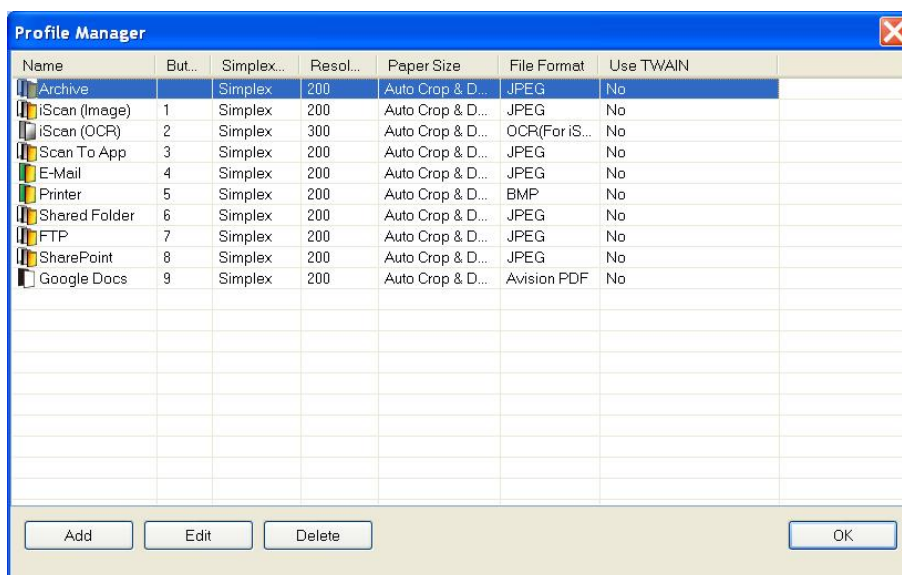 Profile Manager
Name But... Simplex... Resol... Paper Size File Format Use TWAIN
Archive Simplex 200 Auto Crop & D... JPEG No
iScan (Image) 1 Simplex 200 Auto Crop & D... JPEG No
iScan (OCR) 2 Simplex 300 Auto Crop & D... OCR(For iS... No
Scan To App 3 Simplex 200 Auto Crop & D... JPEG No
E-Mail 4 Simplex 200 Auto Crop & D... JPEG No
Printer 5 Simplex 200 Auto Crop & D... BMP No
Shared Folder 6 Simplex 200 Auto Crop & D... JPEG No
FTP 7 Simplex 200 Auto Crop & D... JPEG No
SharePoint 8 Simplex 200 Auto Crop & D... JPEG No
Google Docs 9 Simplex 200 Auto Crop & D... Avision PDF No
Add Edit Delete OK